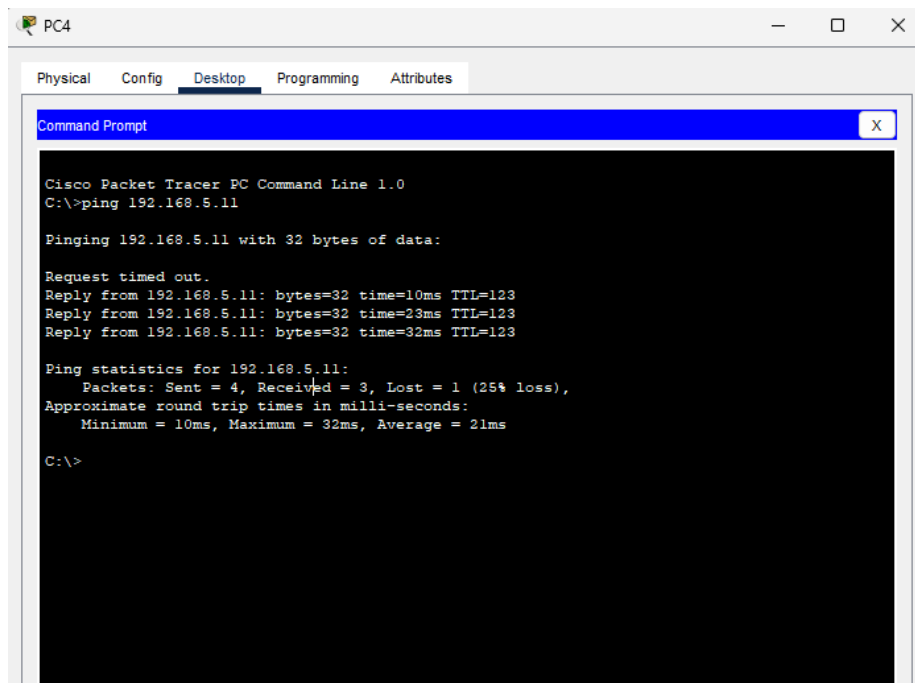 PC4
Physical Config Desktop Programming Attributes
Command Prompt X
Cisco Packet Tracer PC Command Line 1.0
C:\>ping 192.168.5.11
Pinging 192.168.5.11 with 32 bytes of data:
Request timed out.
Reply from 192.168.5.11: bytes=32 time=10ms TTL=123
Reply from 192.168.5.11: bytes=32 time=23ms TTL=123
Reply from 192.168.5.11: bytes=32 time=32ms TTL=123
Ping statistics for 192.168.5.11:
Packets: Sent = 4, Received = 3, Lost = 1 (25% loss),
Approximate round trip times in milli-seconds:
Minimum = 10ms, Maximum = 32ms, Average = 21ms
C:\>